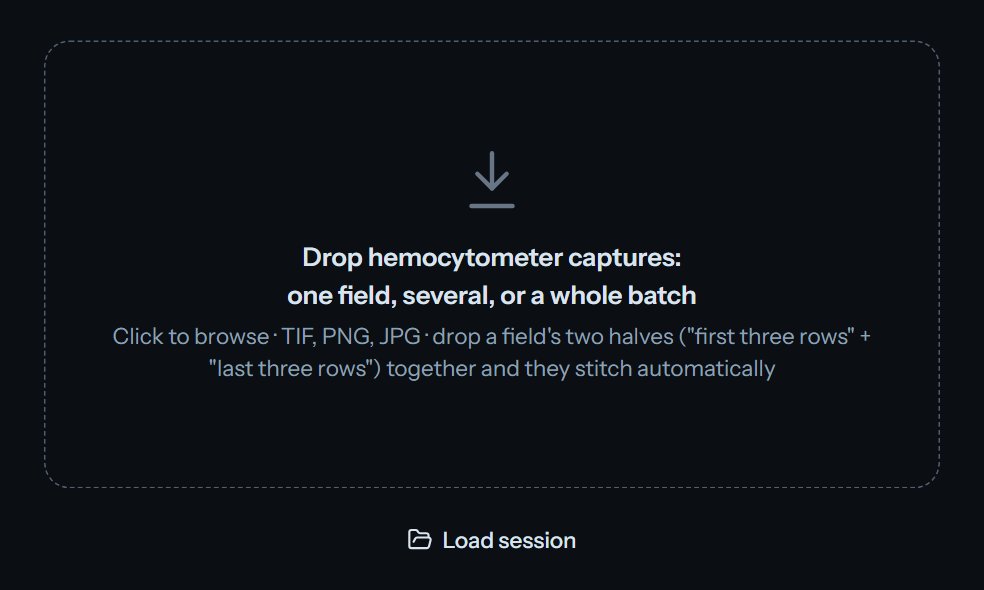 Drop hemocytometer captures:
one field, several, or a whole batch
Click to browse · TIF, PNG, JPG · drop a field's two halves ("first three rows" +
"last three rows") together and they stitch automatically
Load session